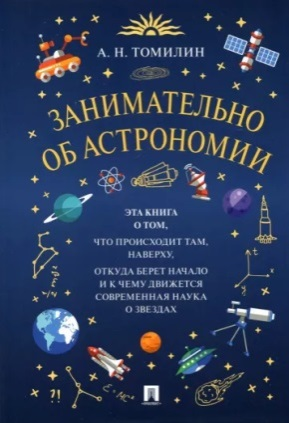 А. Н. ТОМИЛИН
ЗАНИМАТЕЛЬНО
ОБ АСТРОНОМИИ
ЭТА КНИГА
О ТОМ,
ЧТО ПРОИСХОДИТ ТАМ,
НАВЕРХУ,
ОТКУДА БЕРЕТ НАЧАЛО
И К ЧЕМУ ДВИЖЕТСЯ
СОВРЕМЕННАЯ НАУКА
О ЗВЕЗДАХ
?!
E=MC²